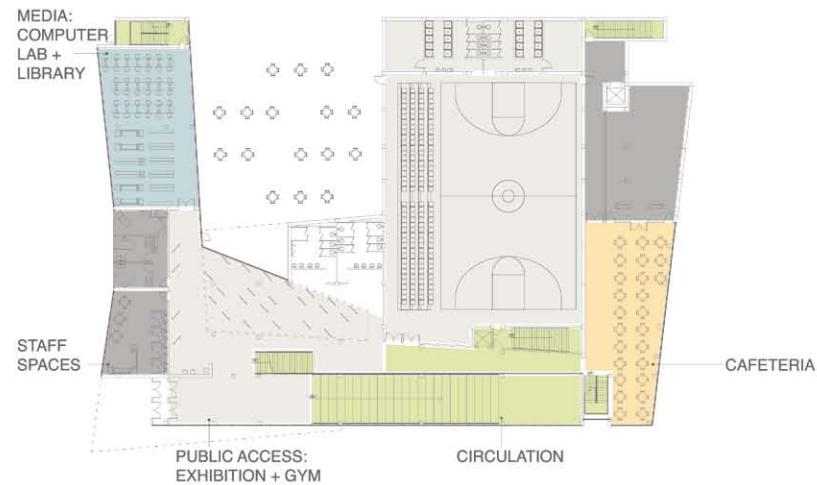 MEDIA:
COMPUTER
LAB +
LIBRARY
STAFF
SPACES
CAFETERIA
PUBLIC ACCESS:
EXHIBITION + GYM
CIRCULATION